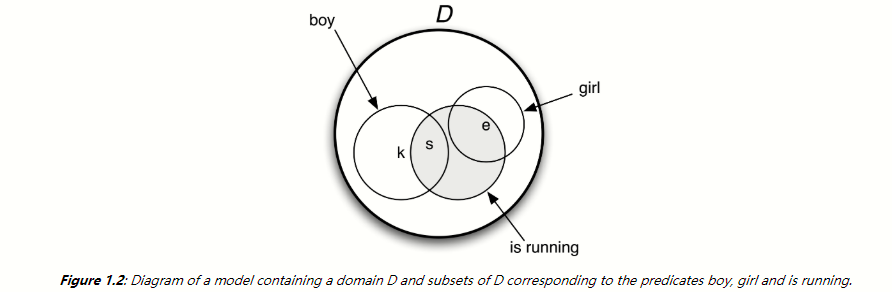 D
boy
girl
e
s
k
is running
Figure 1.2: Diagram of a model containing a domain D and subsets of D corresponding to the predicates boy, girl and is running.